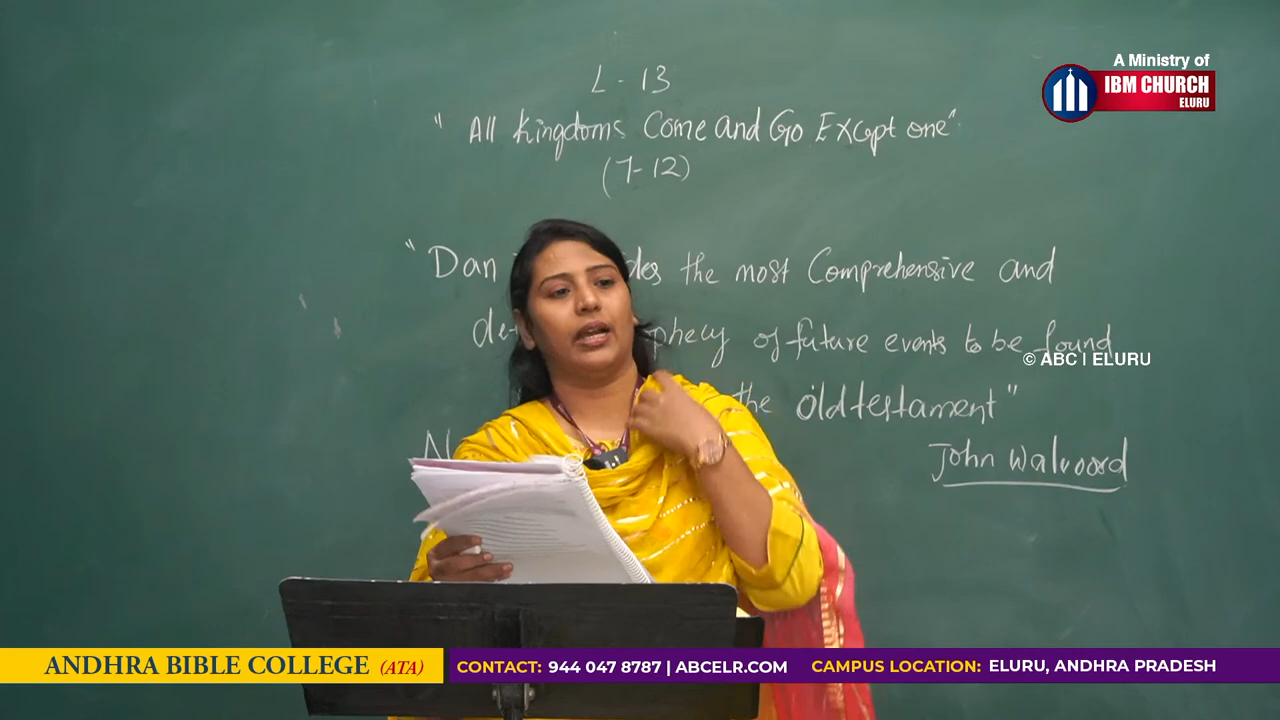 L - 13
" All Kingdoms Come and Go Except one"
(7-12)
A Ministry of
IBM CHURCH
ELURU
"Dan des the most Comprehensive and
de phecy of future events to be found
© ABC | ELURU
the oldtestament"
N
John Walvoord
ANDHRA BIBLE COLLEGE (ATA)
CONTACT: 944 047 8787 | ABCELR.COM
CAMPUS LOCATION: ELURU, ANDHRA PRADESH